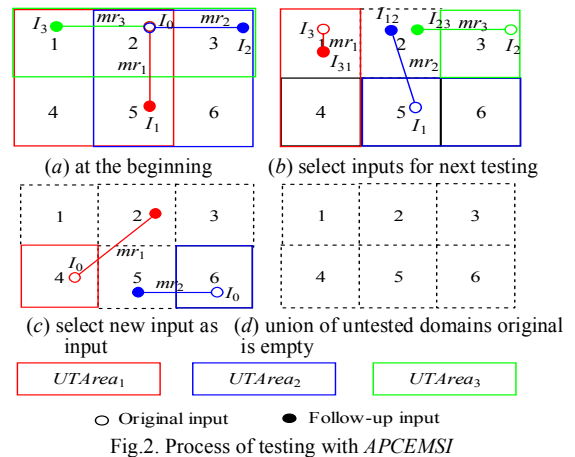 I3 mr3 I0 mr2
1 2 3 I2
mr1
4 5 I1 6
(a) at the beginning
I3 I12 I23 mr3
1 mr1 2 3 I2
I31 mr2
4 5 I1 6
(b) select inputs for next testing
1 2 3
I0 mr1
4 5 mr2 6 I0
(c) select new input as
input
1 2 3
4 5 6
(d) union of untested domains original
is empty
UTArea1 UTArea2 UTArea3
Original input Follow-up input
Fig.2. Process of testing with APCEMSI